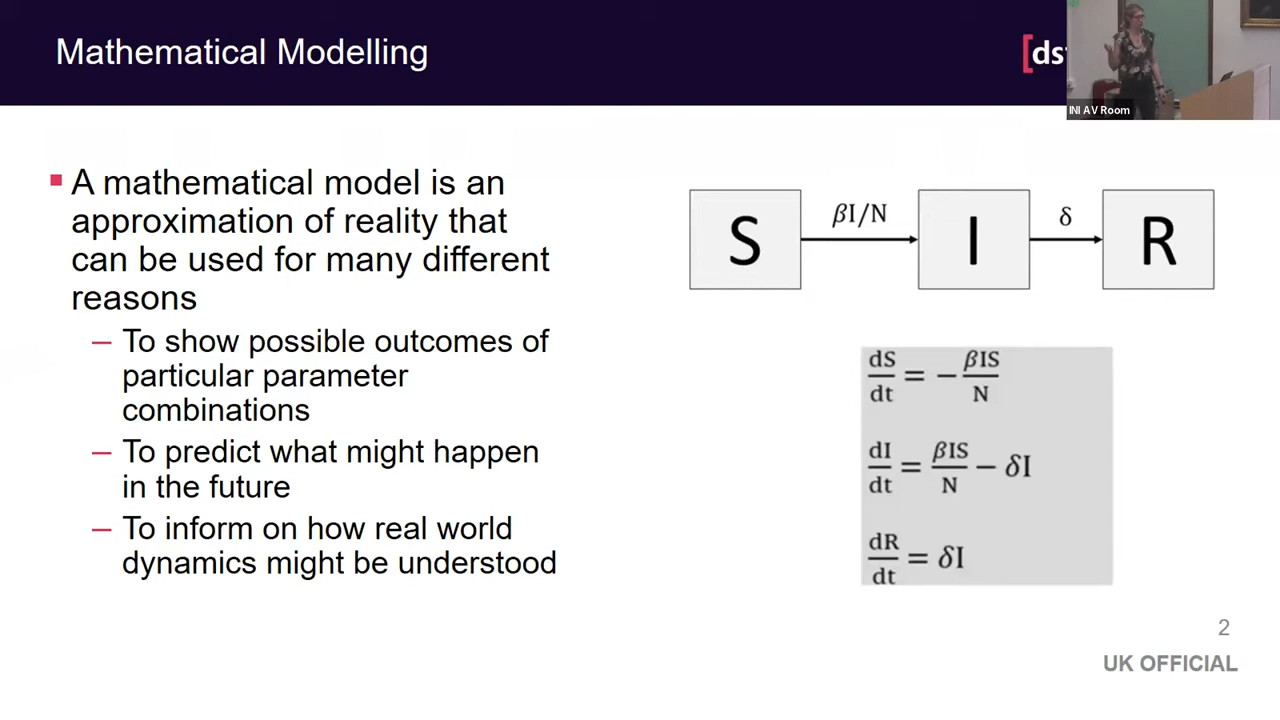 Mathematical Modelling
[ds
INI AV Room
▪ A mathematical model is an
approximation of reality that
can be used for many different
reasons
– To show possible outcomes of
particular parameter
combinations
– To predict what might happen
in the future
– To inform on how real world
dynamics might be understood
S βI/N I δ R
dS/dt = − βIS/N
dI/dt = βIS/N − δI
dR/dt = δI
2
UK OFFICIAL